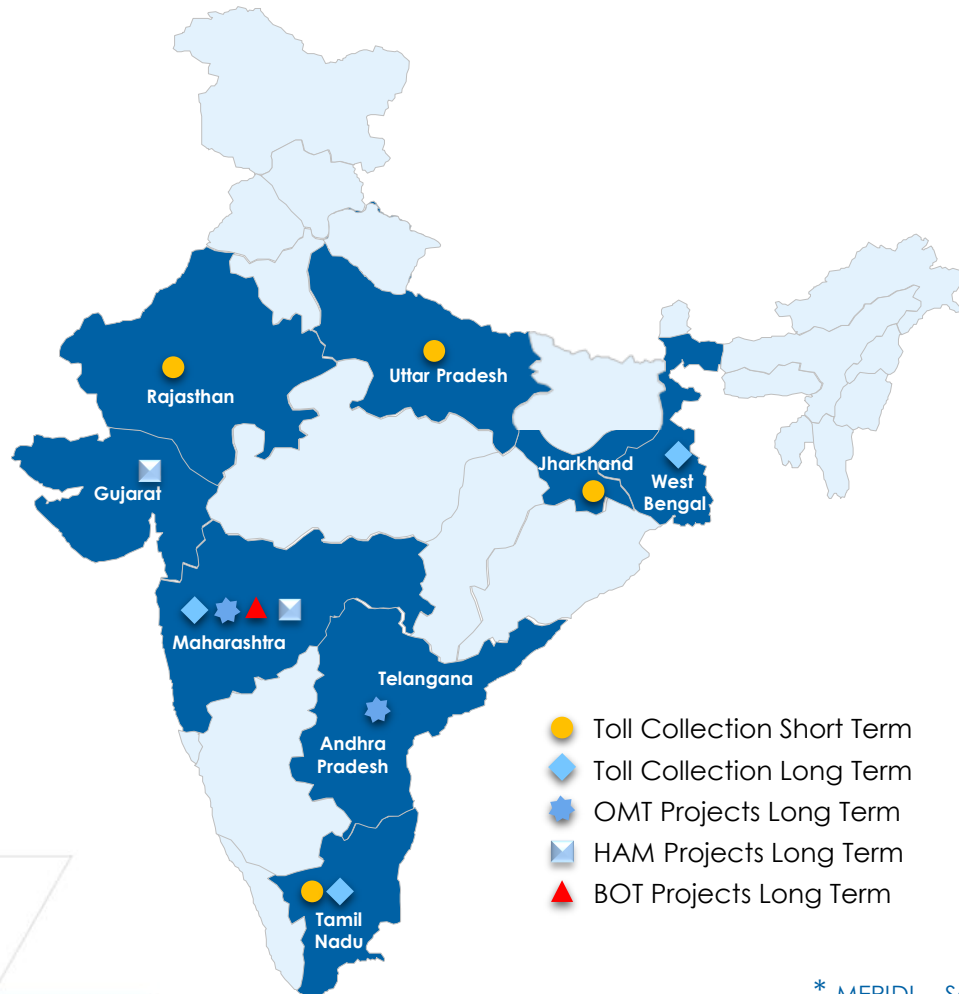 Uttar Pradesh
Rajasthan
Jharkhand
West
Bengal
Gujarat
Maharashtra
Telangana
Andhra
Pradesh
Tamil
Nadu
Toll Collection Short Term
Toll Collection Long Term
OMT Projects Long Term
HAM Projects Long Term
BOT Projects Long Term
*